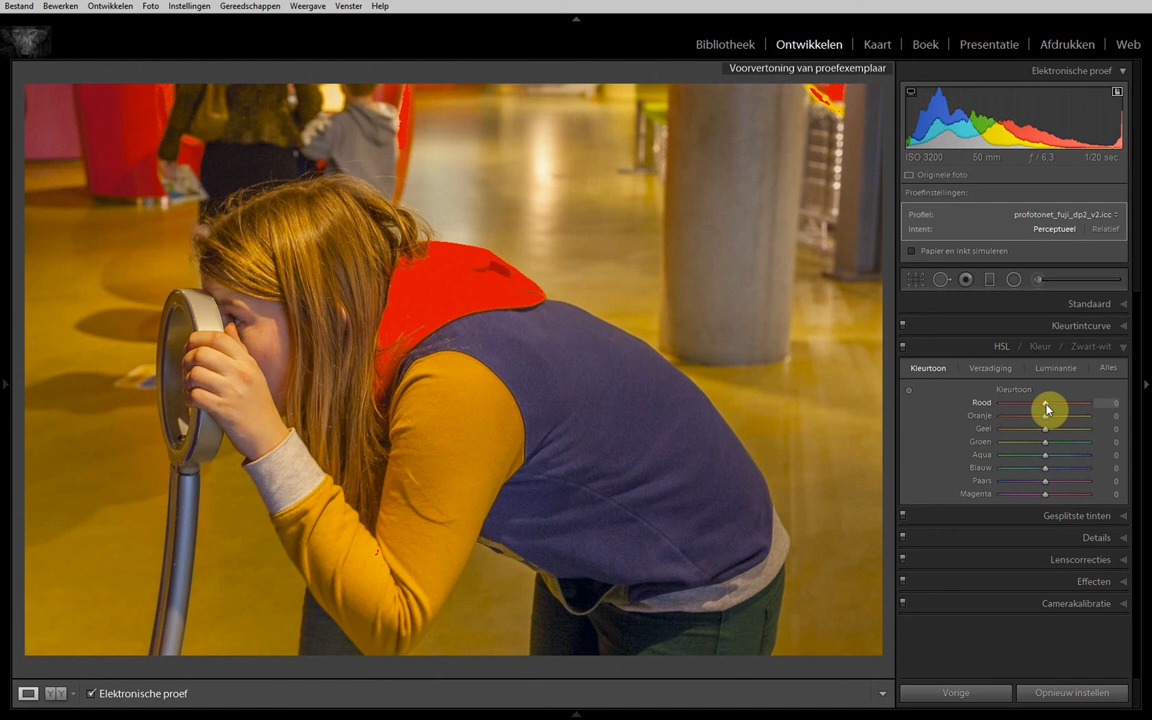 Bestand Bewerken Ontwikkelen Foto Instellingen Gereedschappen Weergave Venster Help
Bibliotheek | Ontwikkelen | Kaart | Boek | Presentatie | Afdrukken | Web
Voorvertoning van proefexemplaar
Elektronische proef
ISO 3200 50 mm ƒ / 6,3 1/20 sec.
Originele foto
Proefinstellingen:
Profiel: profotonet_fuji_dp2_v2.icc
Intent: Perceptueel Relatief
Papier en inkt simuleren
Standaard
Kleurtintcurve
HSL / Kleur / Zwart-wit
Kleurtoon Verzadiging Luminantie Alles
Kleurtoon
Rood 0
Oranje 0
Geel 0
Groen 0
Aqua 0
Blauw 0
Paars 0
Magenta 0
Gesplitste tinten
Details
Lenscorrecties
Effecten
Camerakalibratie
YY Elektronische proef
Vorige Opnieuw instellen